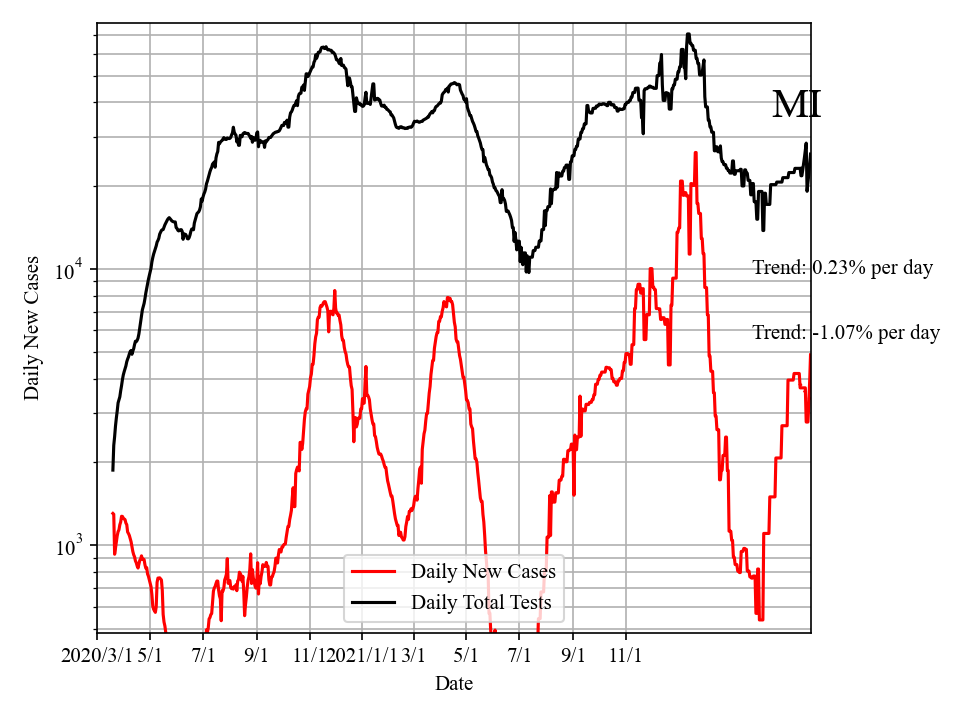 MI
10^4
Trend: 0.23% per day
Trend: -1.07% per day
Daily New Cases
10^3
Daily New Cases
Daily Total Tests
2020/3/1 5/1 7/1 9/1 11/1 2021/1/1 3/1 5/1 7/1 9/1 11/1
Date